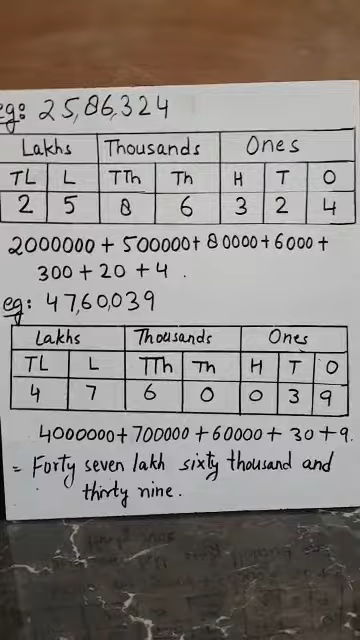 eg: 25,86,324
Lakhs Thousands Ones
TL L TTh Th H T O
2 5 8 6 3 2 4
2000000 + 500000 + 80000 + 6000 +
300 + 20 + 4 .
eg: 47,60,039
Lakhs Thousands Ones
TL L TTh Th H T O
4 7 6 0 0 3 9
4000000 + 700000 + 60000 + 30 + 9.
= Forty seven lakh sixty thousand and
thirty nine.